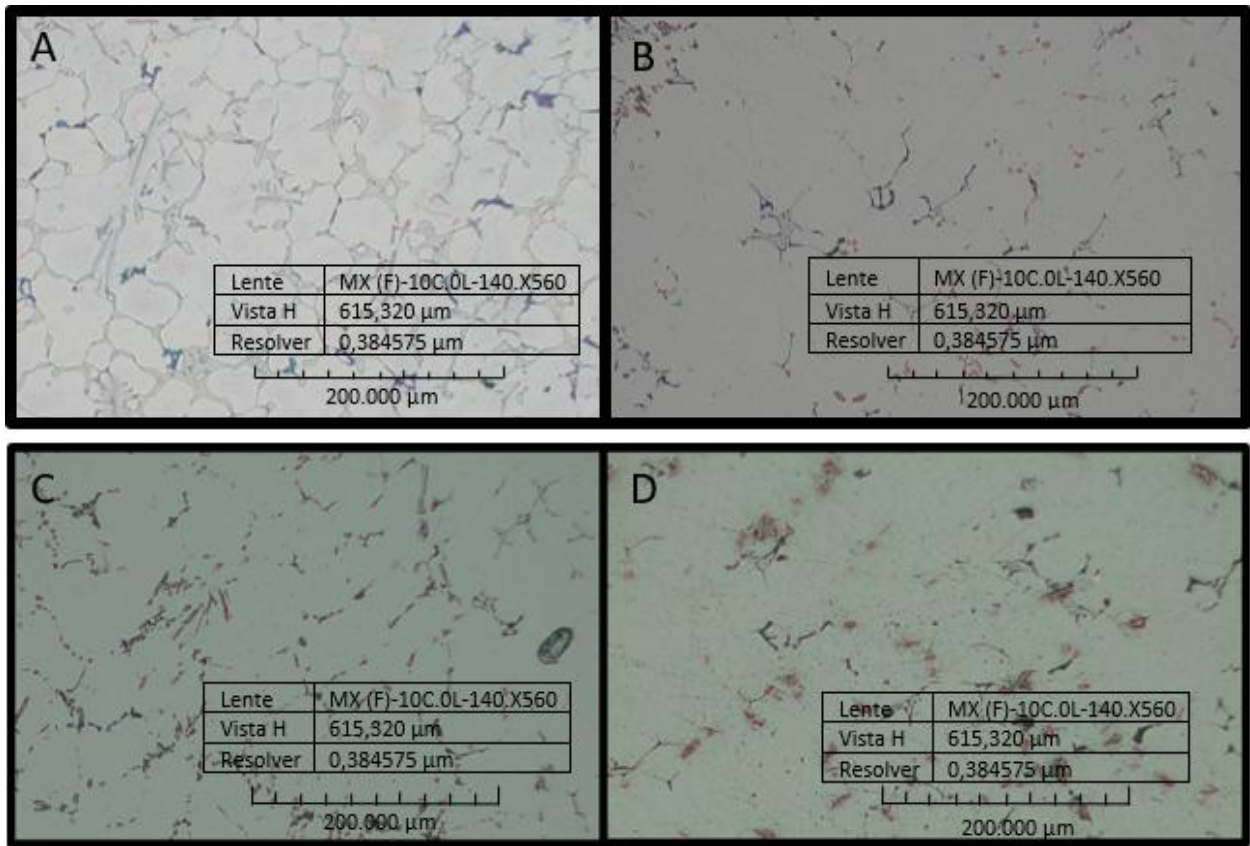 A
Lente MX (F)-10C.0L-140.X560
Vista H 615,320 µm
Resolver 0,384575 µm
200.000 µm
B
Lente MX (F)-10C.0L-140.X560
Vista H 615,320 µm
Resolver 0,384575 µm
200.000 µm
C
Lente MX (F)-10C.0L-140.X560
Vista H 615,320 µm
Resolver 0,384575 µm
200.000 µm
D
Lente MX (F)-10C.0L-140.X560
Vista H 615,320 µm
Resolver 0,384575 µm
200.000 µm